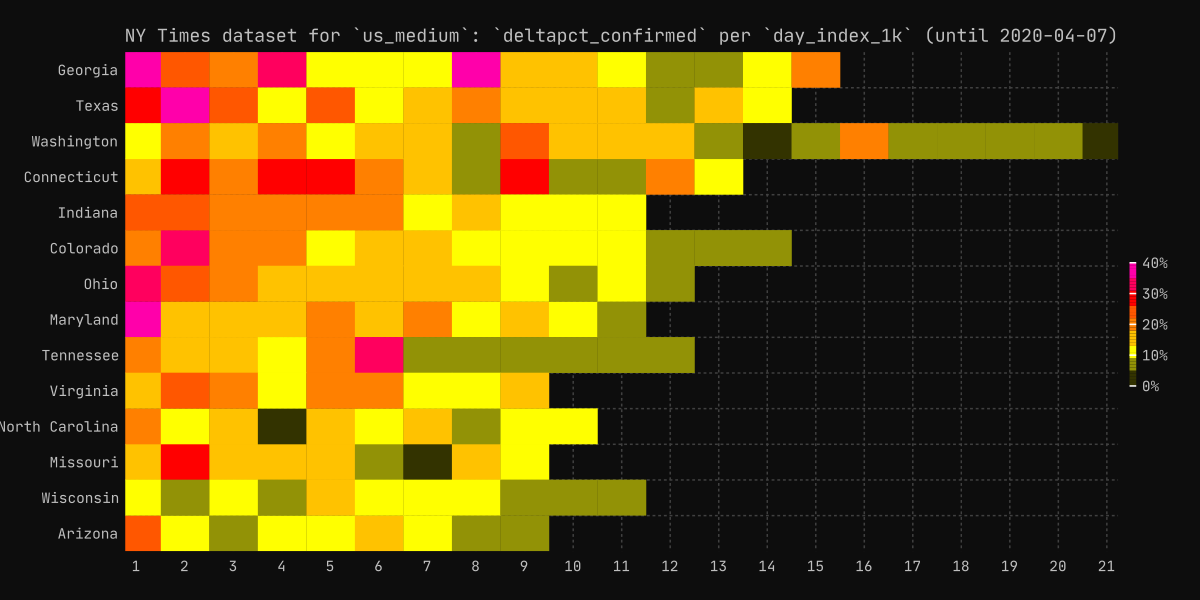 NY Times dataset for `us_medium`: `deltapct_confirmed` per `day_index_1k` (until 2020-04-07)
Georgia
Texas
Washington
Connecticut
Indiana
Colorado
Ohio
Maryland
Tennessee
Virginia
North Carolina
Missouri
Wisconsin
Arizona
1 2 3 4 5 6 7 8 9 10 11 12 13 14 15 16 17 18 19 20 21
40%
30%
20%
10%
0%